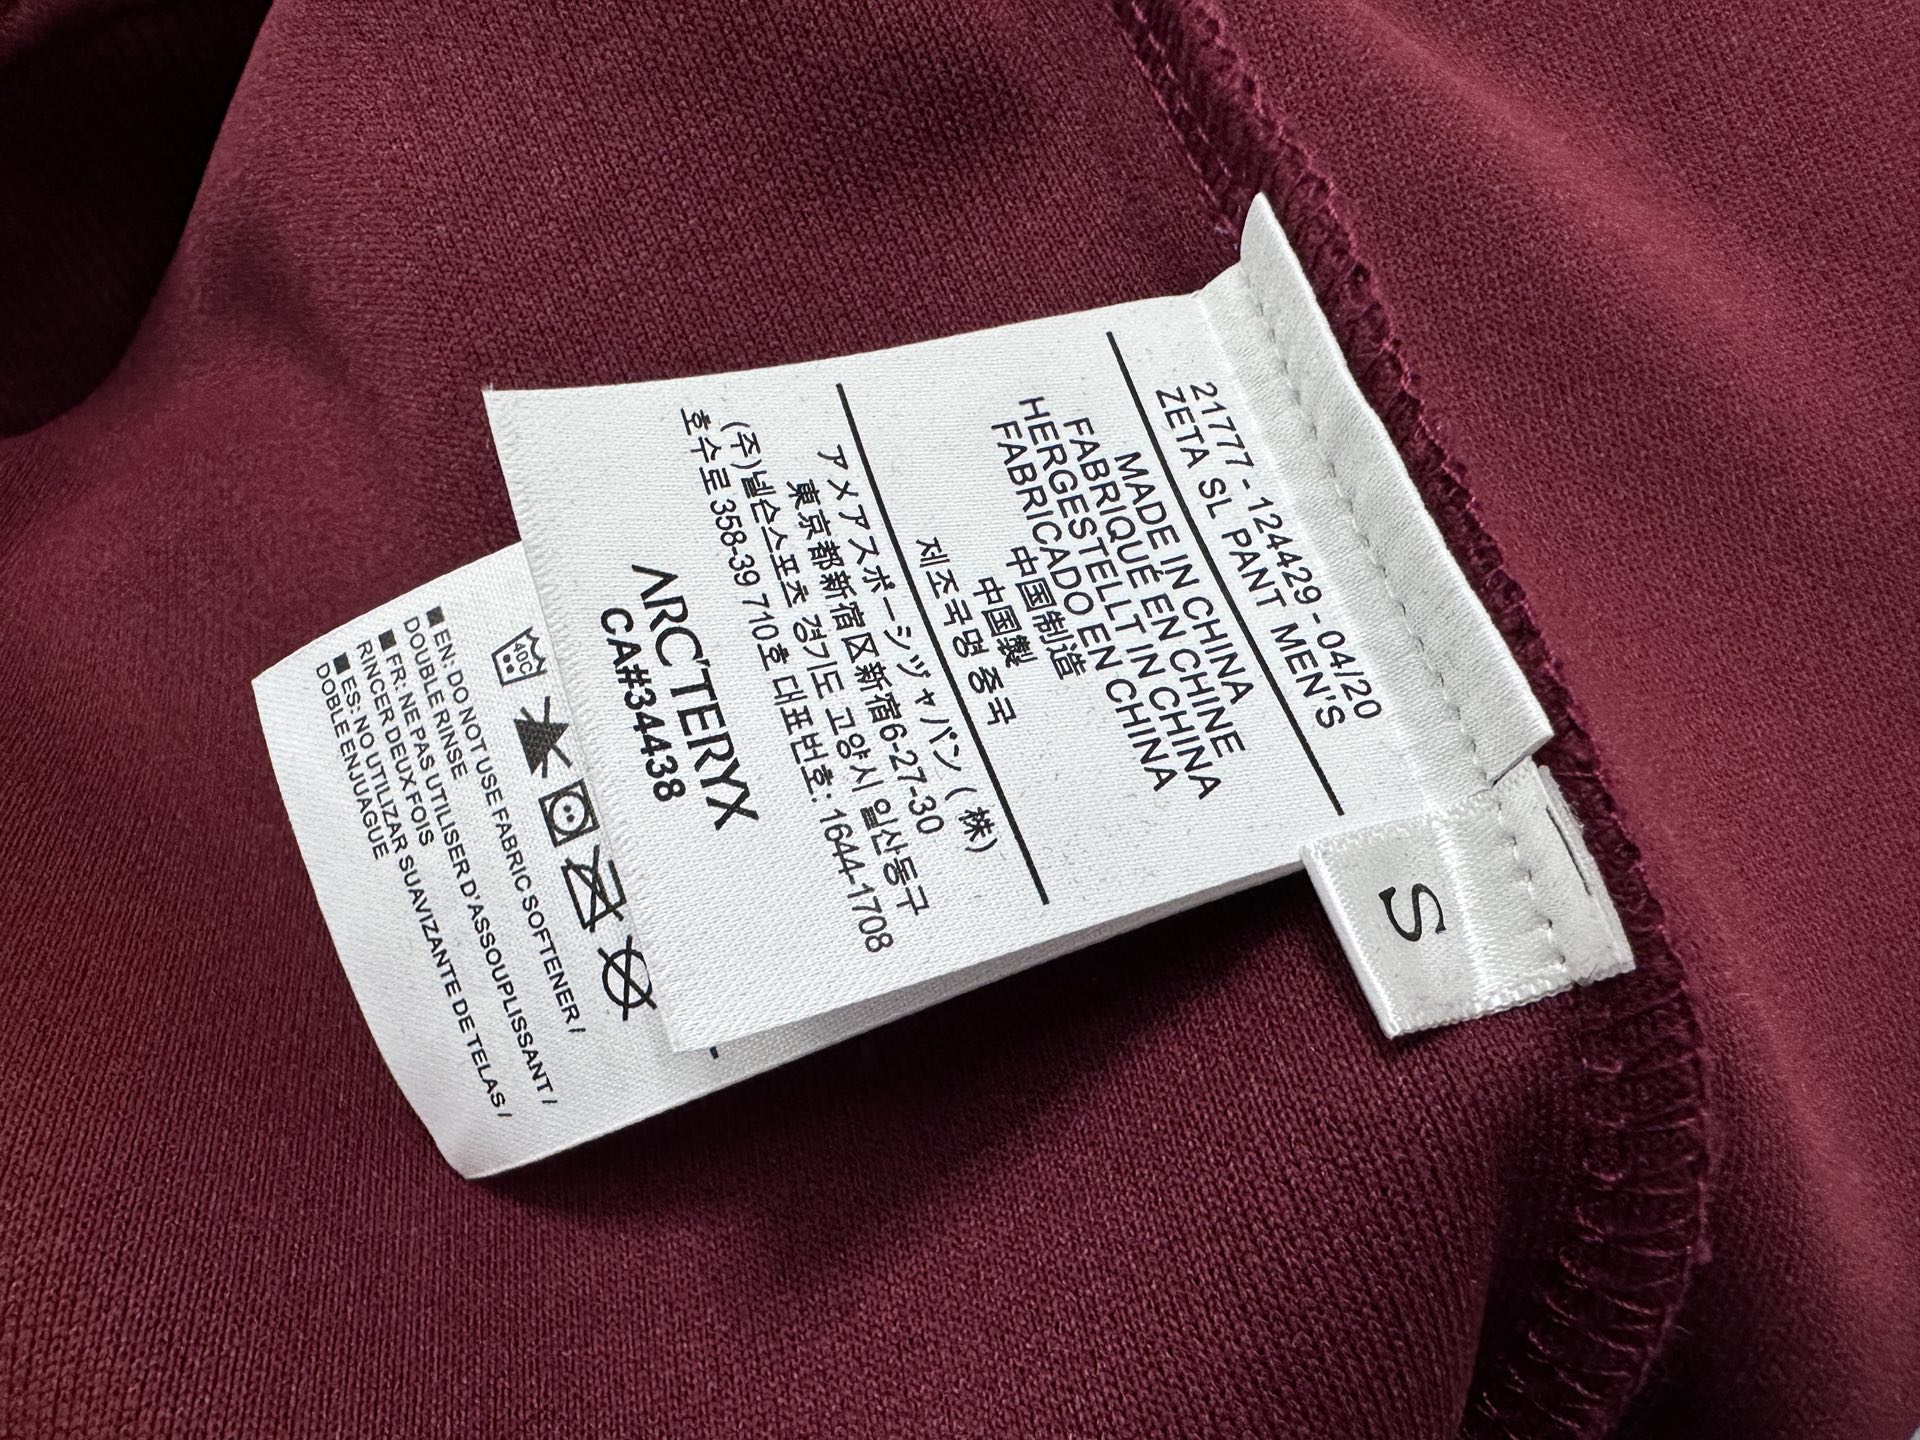 21777 - 124429 - 04/20
ZETA SL PANT MEN'S
MADE IN CHINA
FABRIQUÉ EN CHINE
HERGESTELLT IN CHINA
FABRICADO EN CHINA
中国制造
中国製
제조국명 중국
アメアスポーツジャパン (株)
東京都新宿区新宿6-27-30
(주)넬슨스포츠 경기도 고양시 일산동구
호수로 358-39 710호 대표번호: 1644-1708
ARC'TERYX
CA#34438
S
40C
■ EN: DO NOT USE FABRIC SOFTENER /
DOUBLE RINSE
■ FR: NE PAS UTILISER D'ASSOUPLISSANT /
RINCER DEUX FOIS
■ ES: NO UTILIZAR SUAVIZANTE DE TELAS /
DOBLE ENJUAGUE